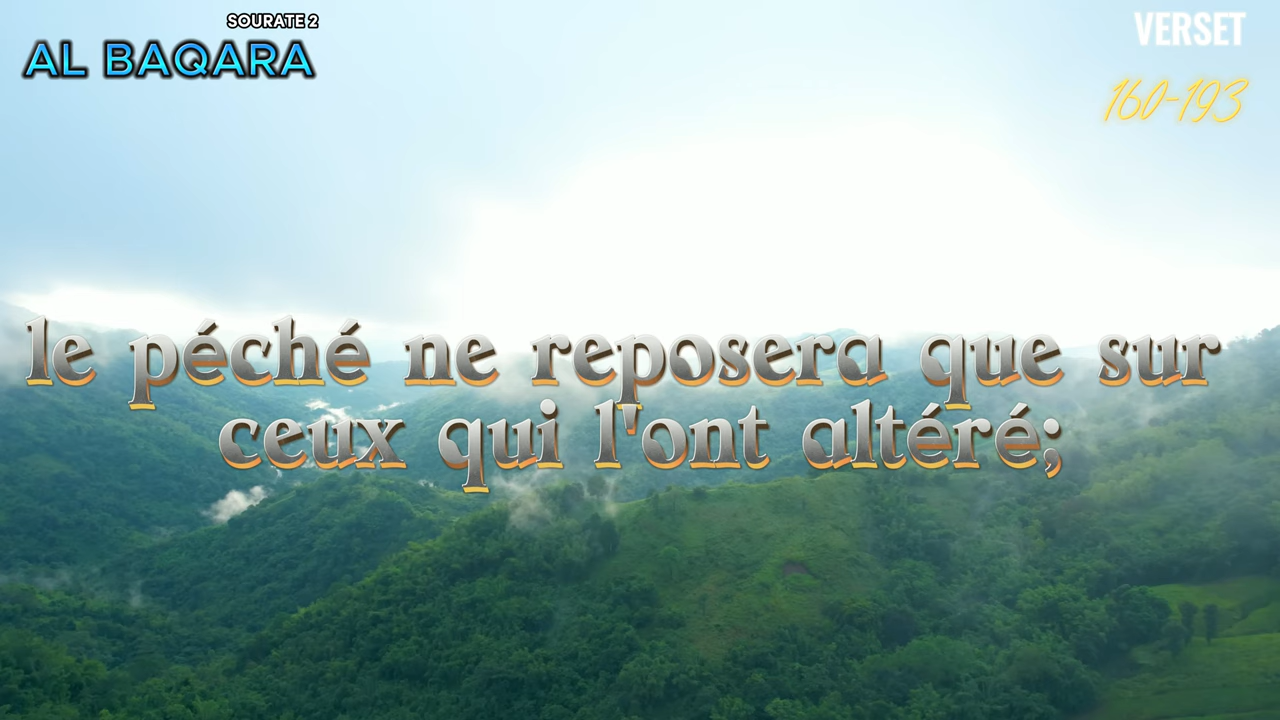 SOURATE 2
AL BAQARA
VERSET
160-193
le péché ne reposera que sur
ceux qui l'ont altéré;